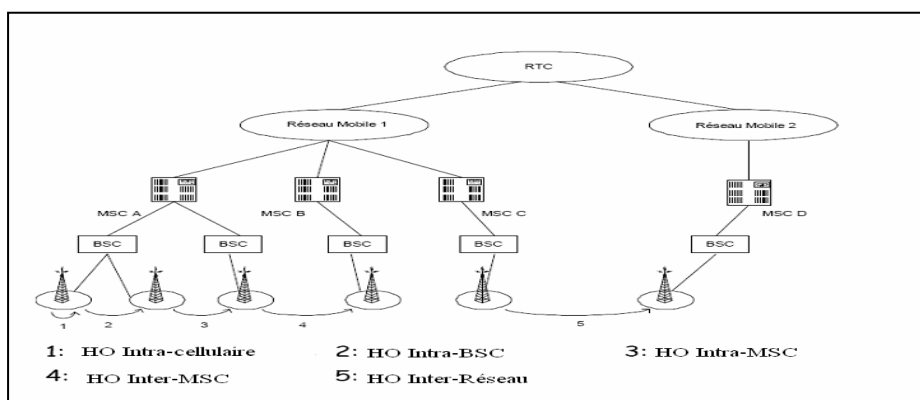 RTC
Réseau Mobile 1
Réseau Mobile 2
MSC A
MSC B
MSC C
MSC D
BSC
BSC
BSC
BSC
BSC
1
2
3
4
5
1: HO Intra-cellulaire
2: HO Intra-BSC
3: HO Intra-MSC
4: HO Inter-MSC
5: HO Inter-Réseau